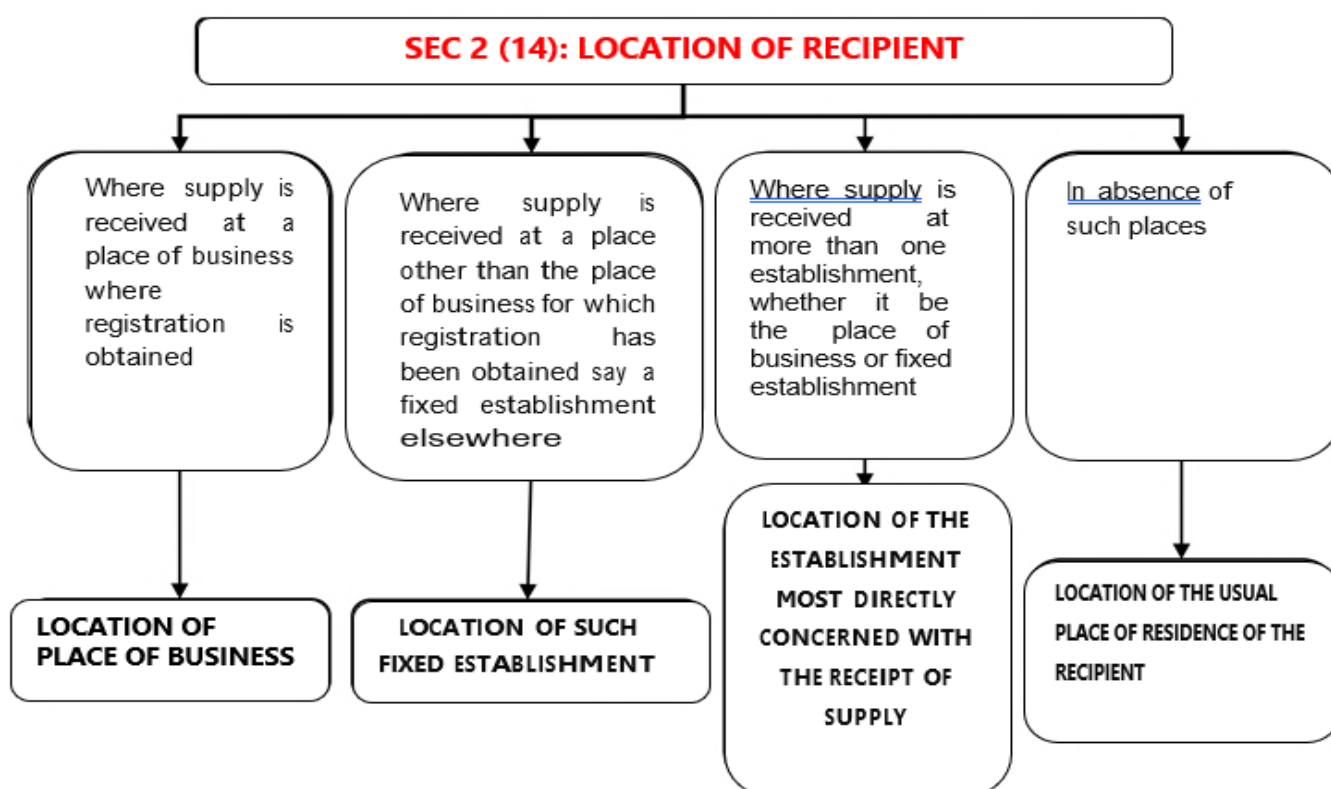 SEC 2 (14): LOCATION OF RECIPIENT
Where supply is
received at a
place of business
where
registration is
obtained
Where supply is
received at a place
other than the place
of business for which
registration has
been obtained say a
fixed establishment
elsewhere
Where supply is
received at
more than one
establishment,
whether it be
the place of
business or fixed
establishment
In absence of
such places
LOCATION OF
PLACE OF BUSINESS
LOCATION OF SUCH
FIXED ESTABLISHMENT
LOCATION OF THE
ESTABLISHMENT
MOST DIRECTLY
CONCERNED WITH
THE RECEIPT OF
SUPPLY
LOCATION OF THE USUAL
PLACE OF RESIDENCE OF THE
RECIPIENT